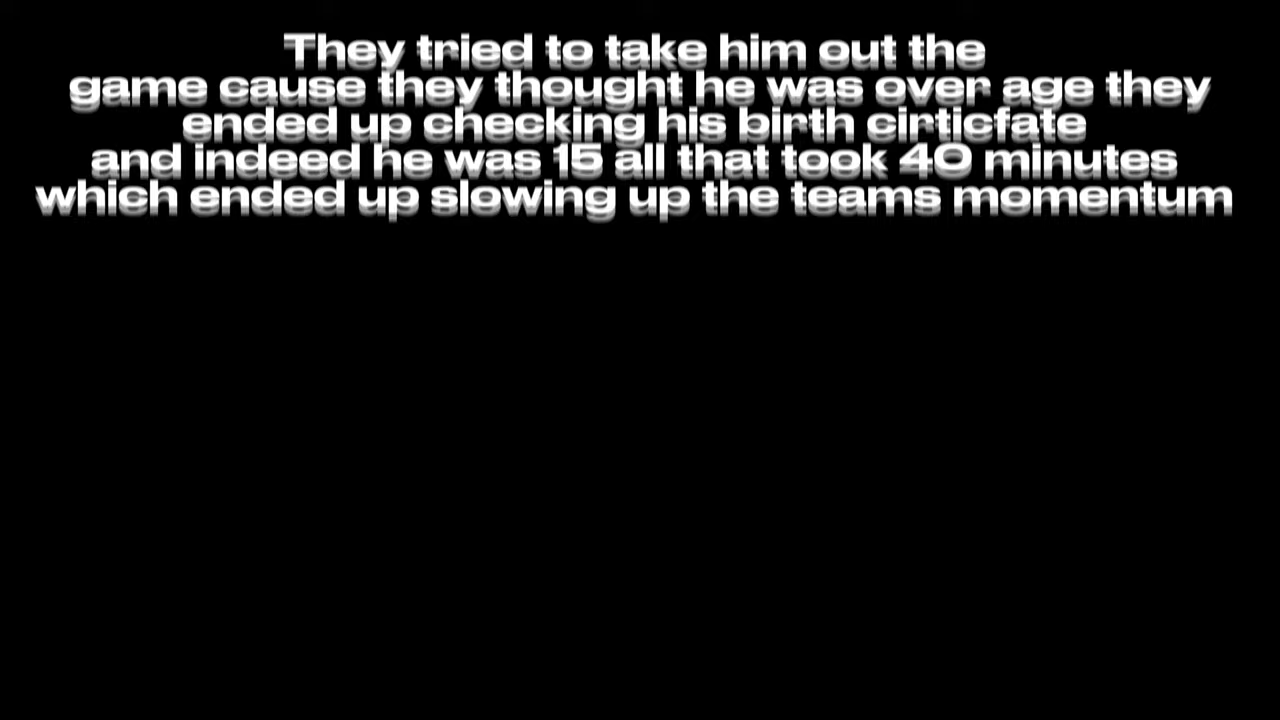 They tried to take him out the
game cause they thought he was over age they
ended up checking his birth cirticfate
and indeed he was 15 all that took 40 minutes
which ended up slowing up the teams momentum